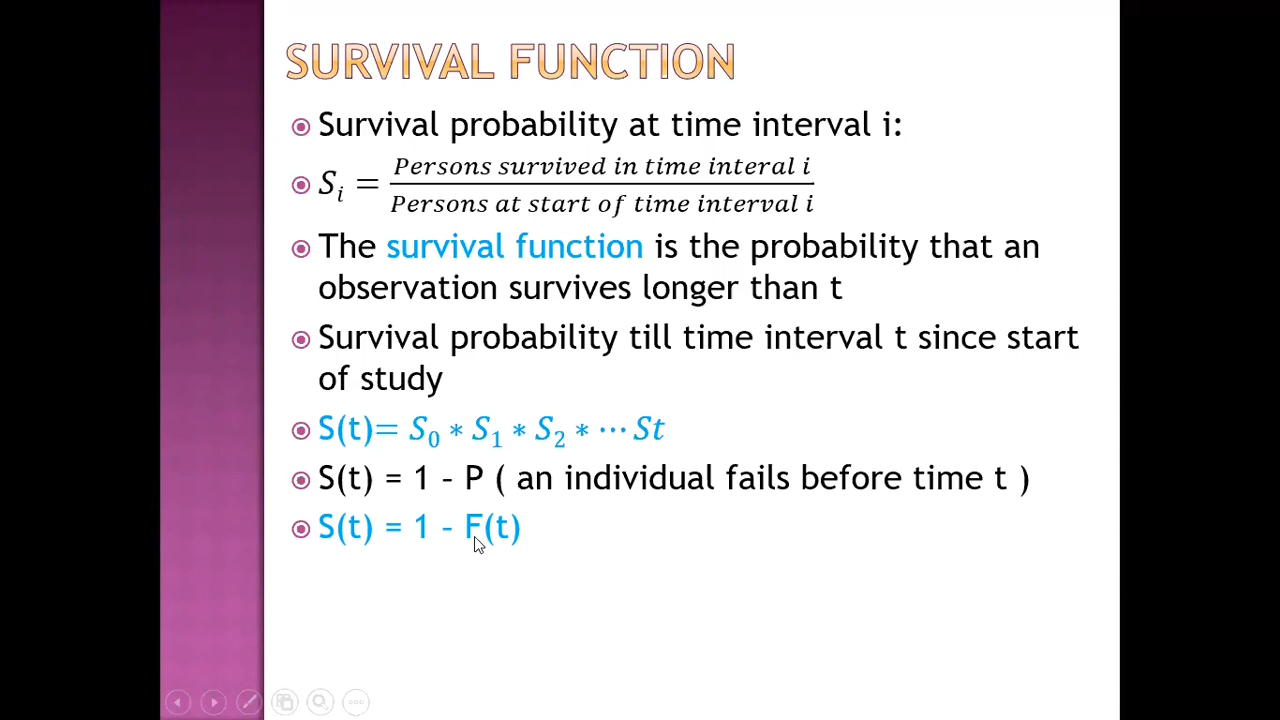 SURVIVAL FUNCTION
Survival probability at time interval i:
S_i = Persons survived in time interal i / Persons at start of time interval i
The survival function is the probability that an
observation survives longer than t
Survival probability till time interval t since start
of study
S(t)= S_0 * S_1 * S_2 * ⋯ St
S(t) = 1 – P ( an individual fails before time t )
S(t) = 1 – F(t)